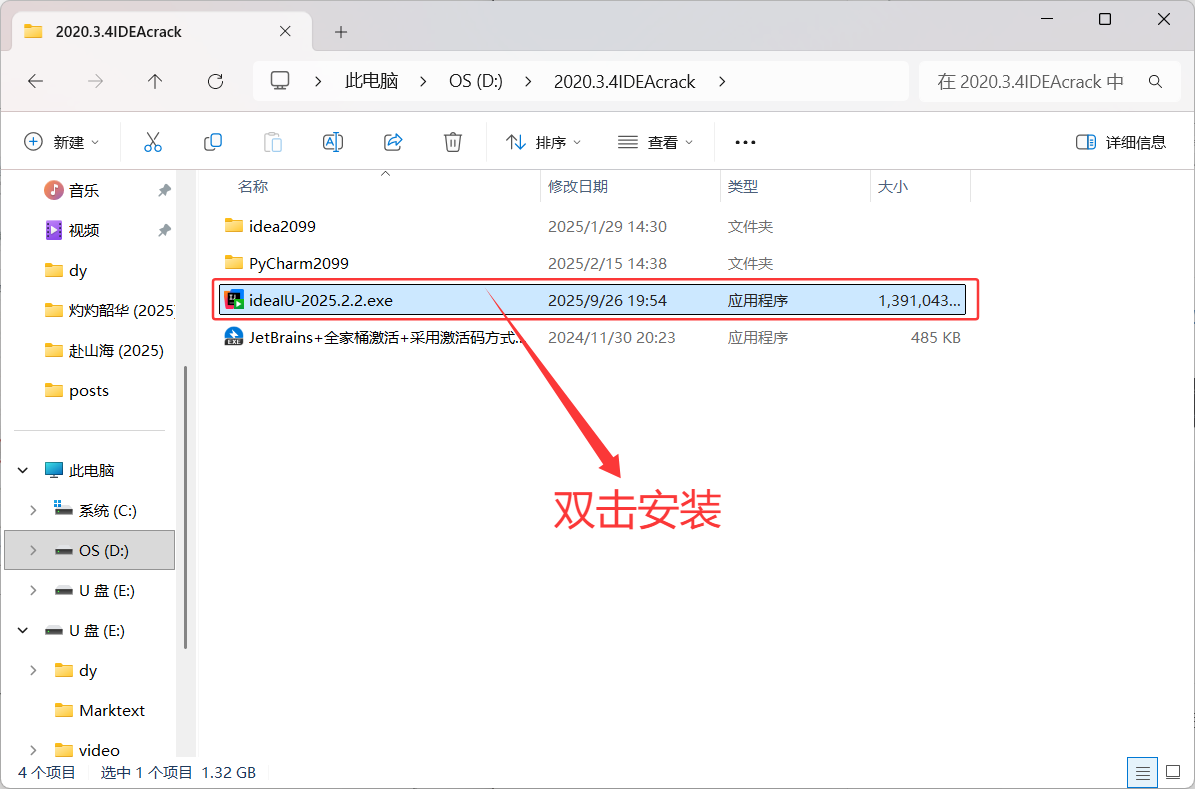 2020.3.4IDEAcrack
此电脑 OS (D:) 2020.3.4IDEAcrack 在 2020.3.4IDEAcrack 中
新建 排序 查看 ... 详细信息
名称 修改日期 类型 大小
音乐
视频
dy
灼灼韶华 (2025)
赴山海 (2025)
posts
此电脑
系统 (C:)
OS (D:)
U 盘 (E:)
U 盘 (E:)
dy
Marktext
video
idea2099 2025/1/29 14:30 文件夹
PyCharm2099 2025/2/15 14:38 文件夹
ideaIU-2025.2.2.exe 2025/9/26 19:54 应用程序 1,391,043...
JetBrains+全家桶激活+采用激活码方式... 2024/11/30 20:23 应用程序 485 KB
双击安装
4 个项目 选中 1 个项目 1.32 GB